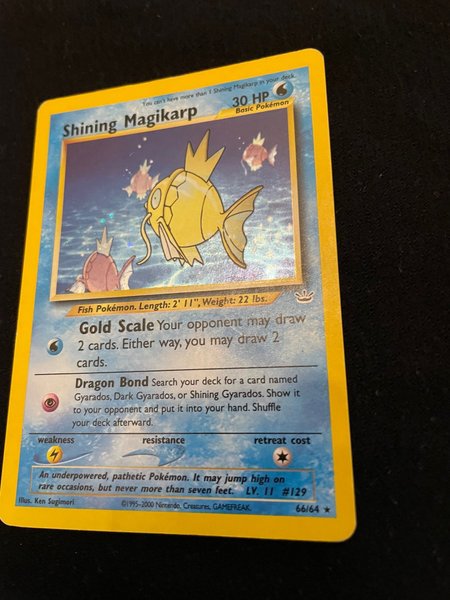 You can't have more than 1 Shining Magikarp in your deck.
Shining Magikarp
30 HP
Basic Pokémon
Fish Pokémon. Length: 2' 11", Weight: 22 lbs.
Gold Scale Your opponent may draw
2 cards. Either way, you may draw 2
cards.
Dragon Bond Search your deck for a card named
Gyarados, Dark Gyarados, or Shining Gyarados. Show it
to your opponent and put it into your hand. Shuffle
your deck afterward.
weakness resistance retreat cost
An underpowered, pathetic Pokémon. It may jump high on
rare occasions, but never more than seven feet. LV. 11 #129
Illus. Ken Sugimori ©1995-2000 Nintendo, Creatures, GAMEFREAK. 66/64 ★